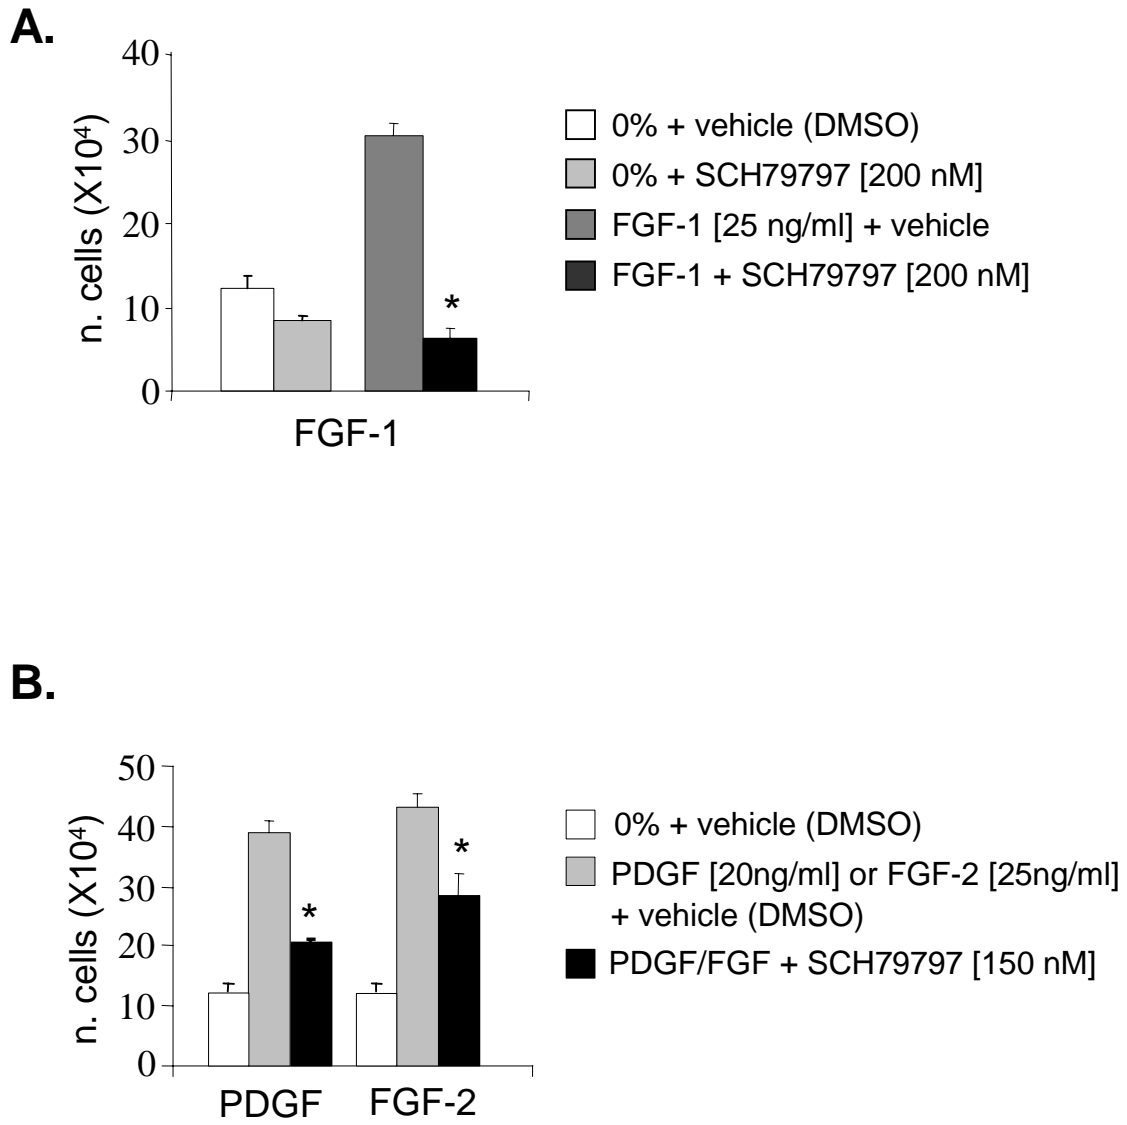 A.
40
30
20
10
0
n. cells (X10⁴)
FGF-1
0% + vehicle (DMSO)
0% + SCH79797 [200 nM]
FGF-1 [25 ng/ml] + vehicle
FGF-1 + SCH79797 [200 nM]
*
B.
50
40
30
20
10
0
n. cells (X10⁴)
*
*
PDGF
FGF-2
0% + vehicle (DMSO)
PDGF [20ng/ml] or FGF-2 [25ng/ml]
+ vehicle (DMSO)
PDGF/FGF + SCH79797 [150 nM]